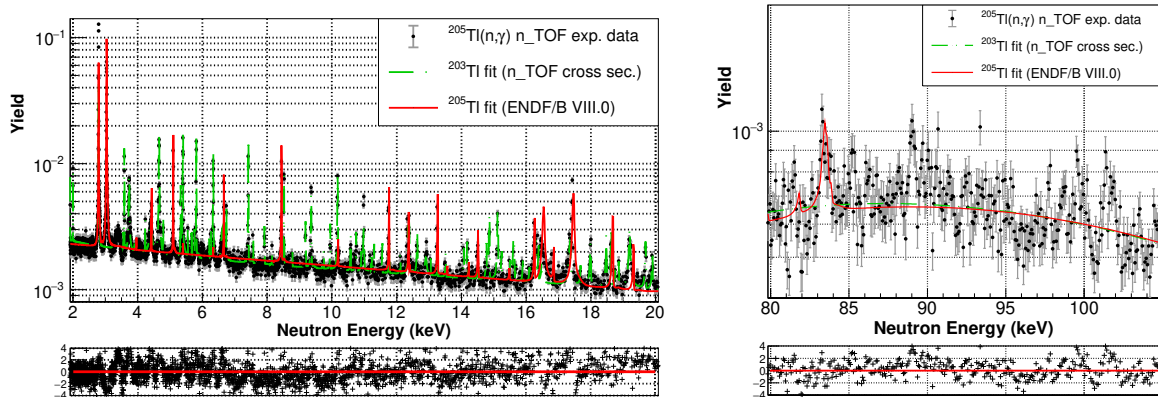 10⁻¹
10⁻²
10⁻³
Yield
²⁰⁵Tl(n,γ) n_TOF exp. data
²⁰³Tl fit (n_TOF cross sec.)
²⁰⁵Tl fit (ENDF/B VIII.0)
2 4 6 8 10 12 14 16 18 20
Neutron Energy (keV)
4
2
0
−2
−4
10⁻³
Yield
²⁰⁵Tl(n,γ) n_TOF exp. data
²⁰³Tl fit (n_TOF cross sec.)
²⁰⁵Tl fit (ENDF/B VIII.0)
80 85 90 95 100
Neutron Energy (keV)
4
2
0
−2
−4